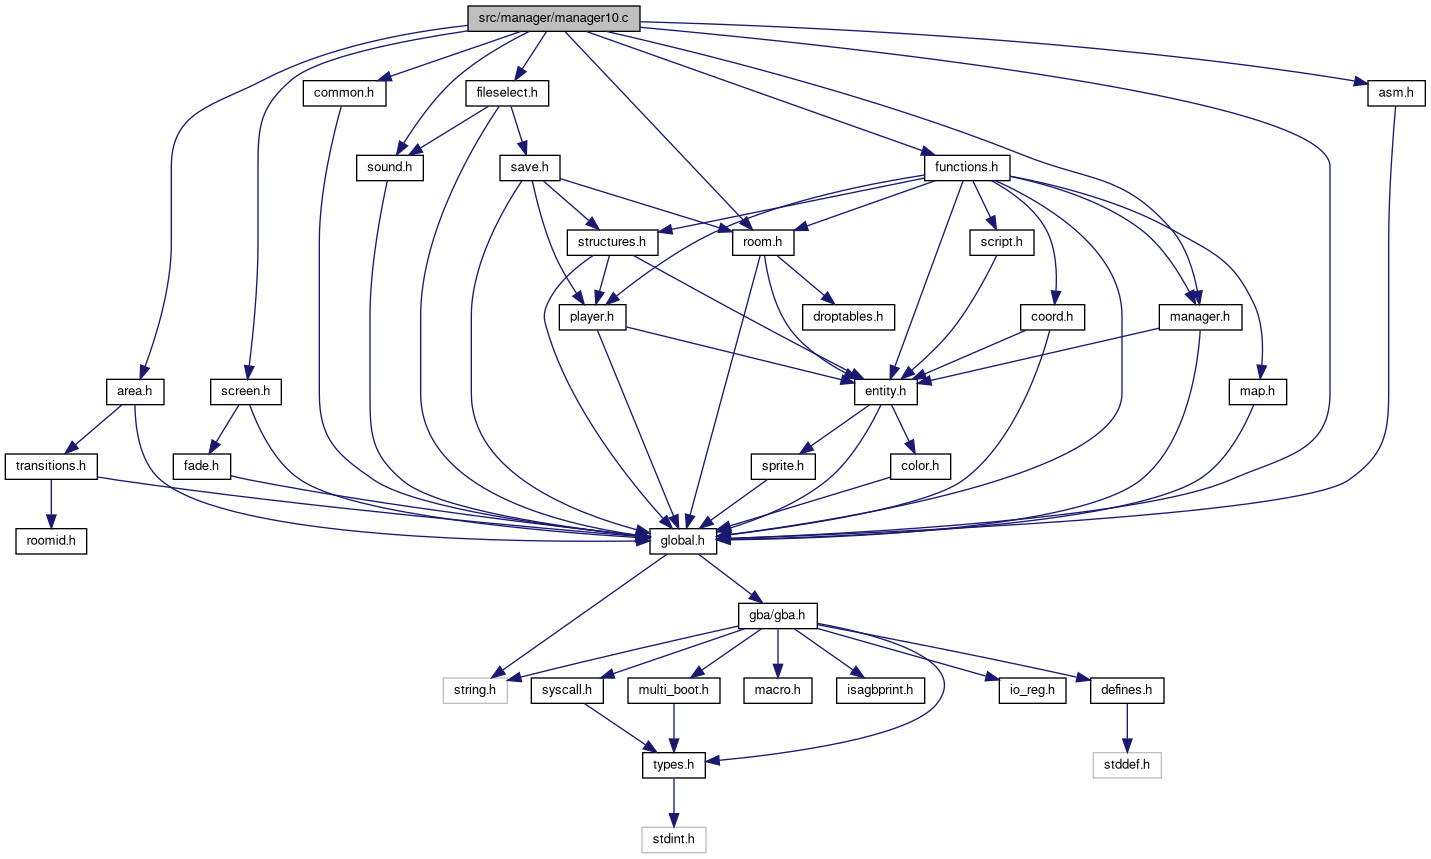 src/manager/manager10.c
common.h
fileselect.h
asm.h
sound.h
save.h
functions.h
structures.h
room.h
script.h
player.h
droptables.h
coord.h
manager.h
area.h
screen.h
entity.h
map.h
transitions.h
fade.h
sprite.h
color.h
roomid.h
global.h
gba/gba.h
string.h
syscall.h
multi_boot.h
macro.h
isagbprint.h
io_reg.h
defines.h
types.h
stddef.h
stdint.h